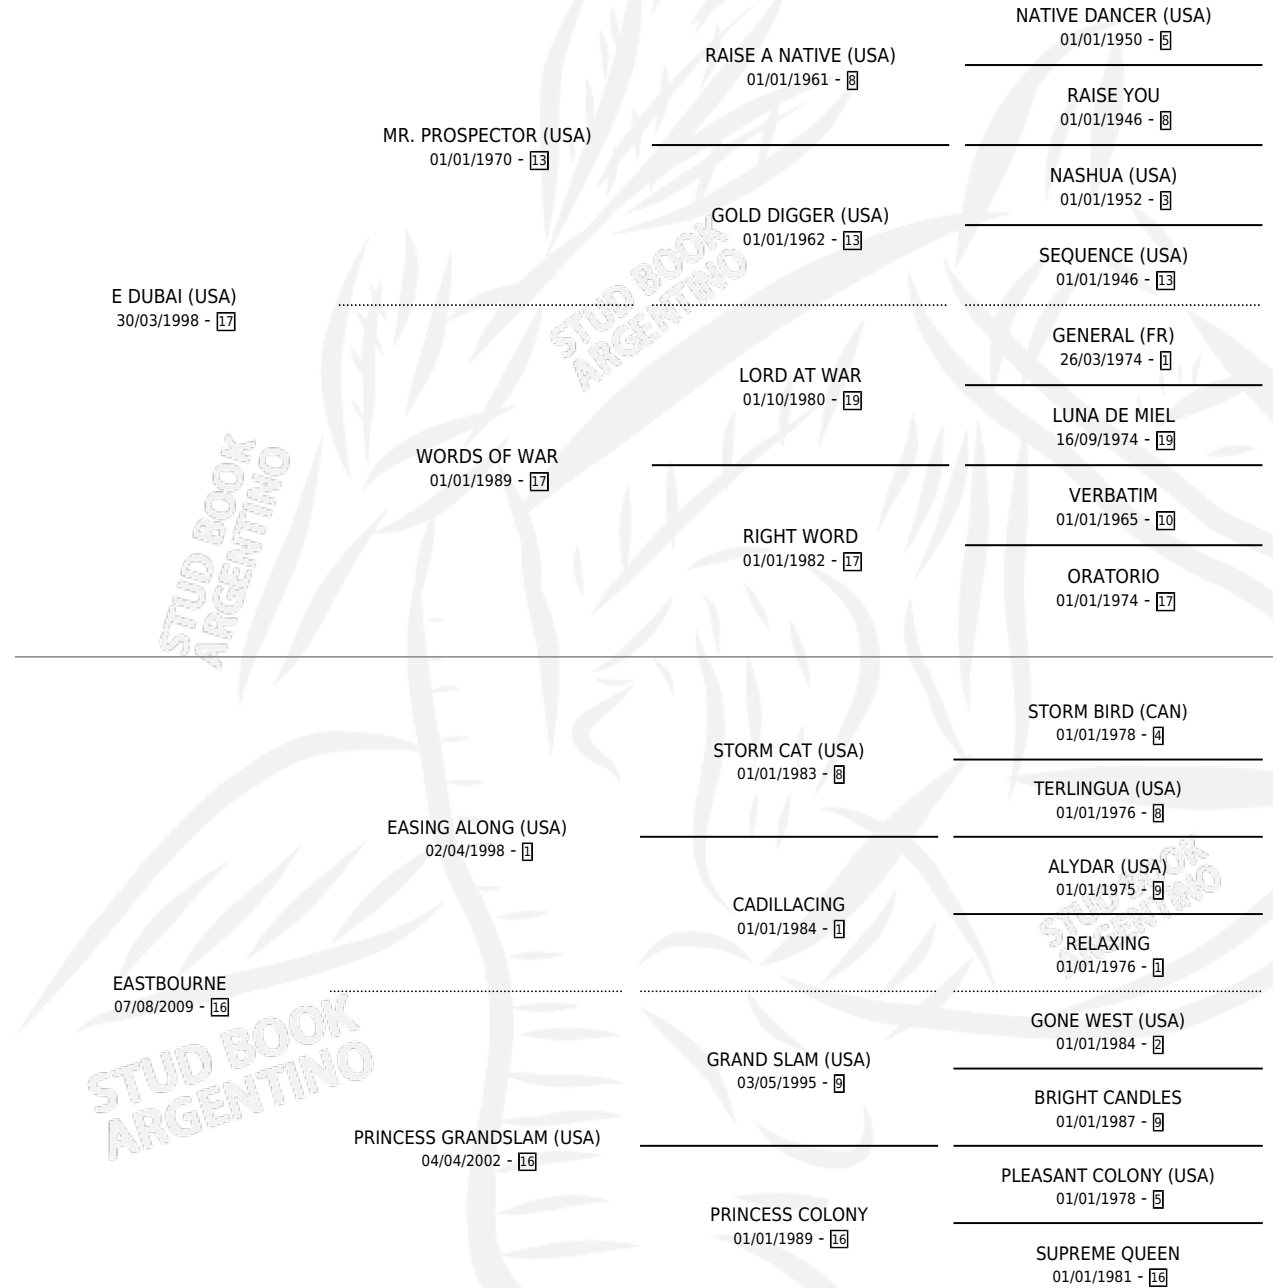 NATIVE DANCER (USA)
01/01/1950 - 5
RAISE A NATIVE (USA)
01/01/1961 - 8
RAISE YOU
01/01/1946 - 8
MR. PROSPECTOR (USA)
01/01/1970 - 13
NASHUA (USA)
01/01/1952 - 3
GOLD DIGGER (USA)
01/01/1962 - 13
SEQUENCE (USA)
01/01/1946 - 13
E DUBAI (USA)
30/03/1998 - 17
GENERAL (FR)
26/03/1974 - 1
LORD AT WAR
01/10/1980 - 19
LUNA DE MIEL
16/09/1974 - 19
WORDS OF WAR
01/01/1989 - 17
VERBATIM
01/01/1965 - 10
RIGHT WORD
01/01/1982 - 17
ORATORIO
01/01/1974 - 17
STORM BIRD (CAN)
01/01/1978 - 4
STORM CAT (USA)
01/01/1983 - 8
TERLINGUA (USA)
01/01/1976 - 8
EASING ALONG (USA)
02/04/1998 - 1
ALYDAR (USA)
01/01/1975 - 9
CADILLACING
01/01/1984 - 1
RELAXING
01/01/1976 - 1
EASTBOURNE
07/08/2009 - 16
GONE WEST (USA)
01/01/1984 - 2
GRAND SLAM (USA)
03/05/1995 - 9
BRIGHT CANDLES
01/01/1987 - 9
PRINCESS GRANDSLAM (USA)
04/04/2002 - 16
PLEASANT COLONY (USA)
01/01/1978 - 5
PRINCESS COLONY
01/01/1989 - 16
SUPREME QUEEN
01/01/1981 - 16
STUD BOOK
ARGENTINO
STUD BOOK
ARGENTINO
STUD BOOK
ARGENTINO
STUD BOOK
ARGENTINO